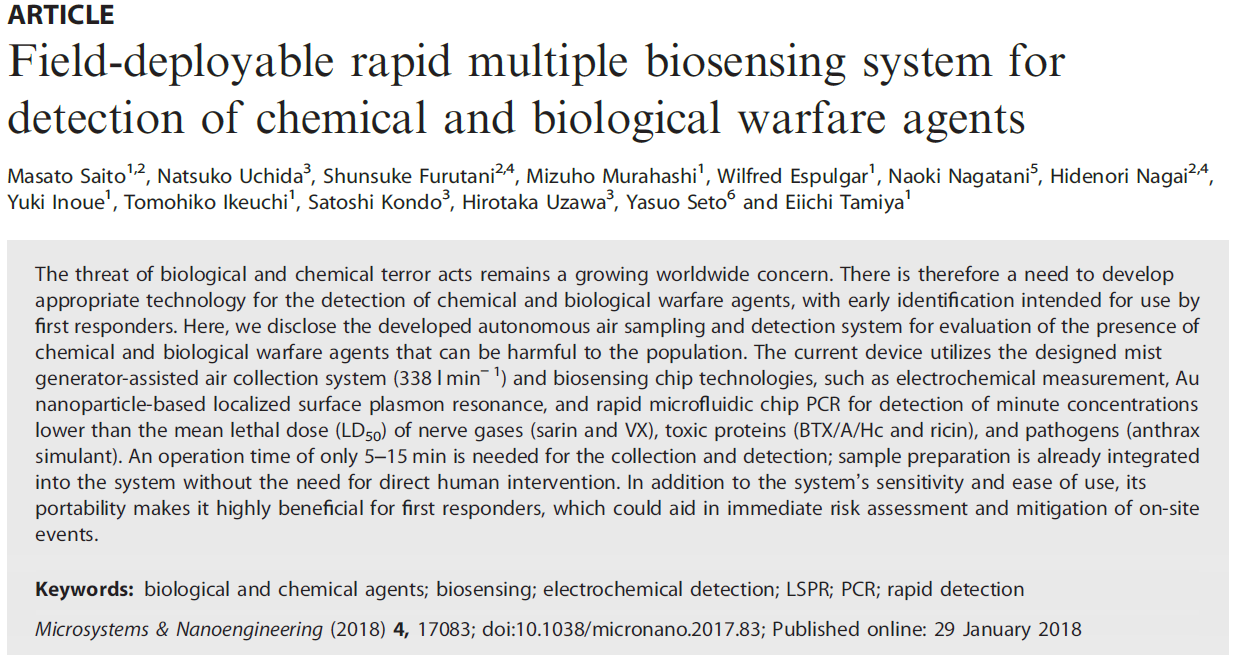 ARTICLE
Field-deployable rapid multiple biosensing system for
detection of chemical and biological warfare agents
Masato Saito1,2, Natsuko Uchida3, Shunsuke Furutani2,4, Mizuho Murahashi1, Wilfred Espulgar1, Naoki Nagatani5, Hidenori Nagai2,4,
Yuki Inoue1, Tomohiko Ikeuchi1, Satoshi Kondo3, Hirotaka Uzawa3, Yasuo Seto6 and Eiichi Tamiya1
The threat of biological and chemical terror acts remains a growing worldwide concern. There is therefore a need to develop
appropriate technology for the detection of chemical and biological warfare agents, with early identification intended for use by
first responders. Here, we disclose the developed autonomous air sampling and detection system for evaluation of the presence of
chemical and biological warfare agents that can be harmful to the population. The current device utilizes the designed mist
generator-assisted air collection system (338 l min− 1) and biosensing chip technologies, such as electrochemical measurement, Au
nanoparticle-based localized surface plasmon resonance, and rapid microfluidic chip PCR for detection of minute concentrations
lower than the mean lethal dose (LD50) of nerve gases (sarin and VX), toxic proteins (BTX/A/Hc and ricin), and pathogens (anthrax
simulant). An operation time of only 5–15 min is needed for the collection and detection; sample preparation is already integrated
into the system without the need for direct human intervention. In addition to the system's sensitivity and ease of use, its
portability makes it highly beneficial for first responders, which could aid in immediate risk assessment and mitigation of on-site
events.
Keywords: biological and chemical agents; biosensing; electrochemical detection; LSPR; PCR; rapid detection
Microsystems & Nanoengineering (2018) 4, 17083; doi:10.1038/micronano.2017.83; Published online: 29 January 2018